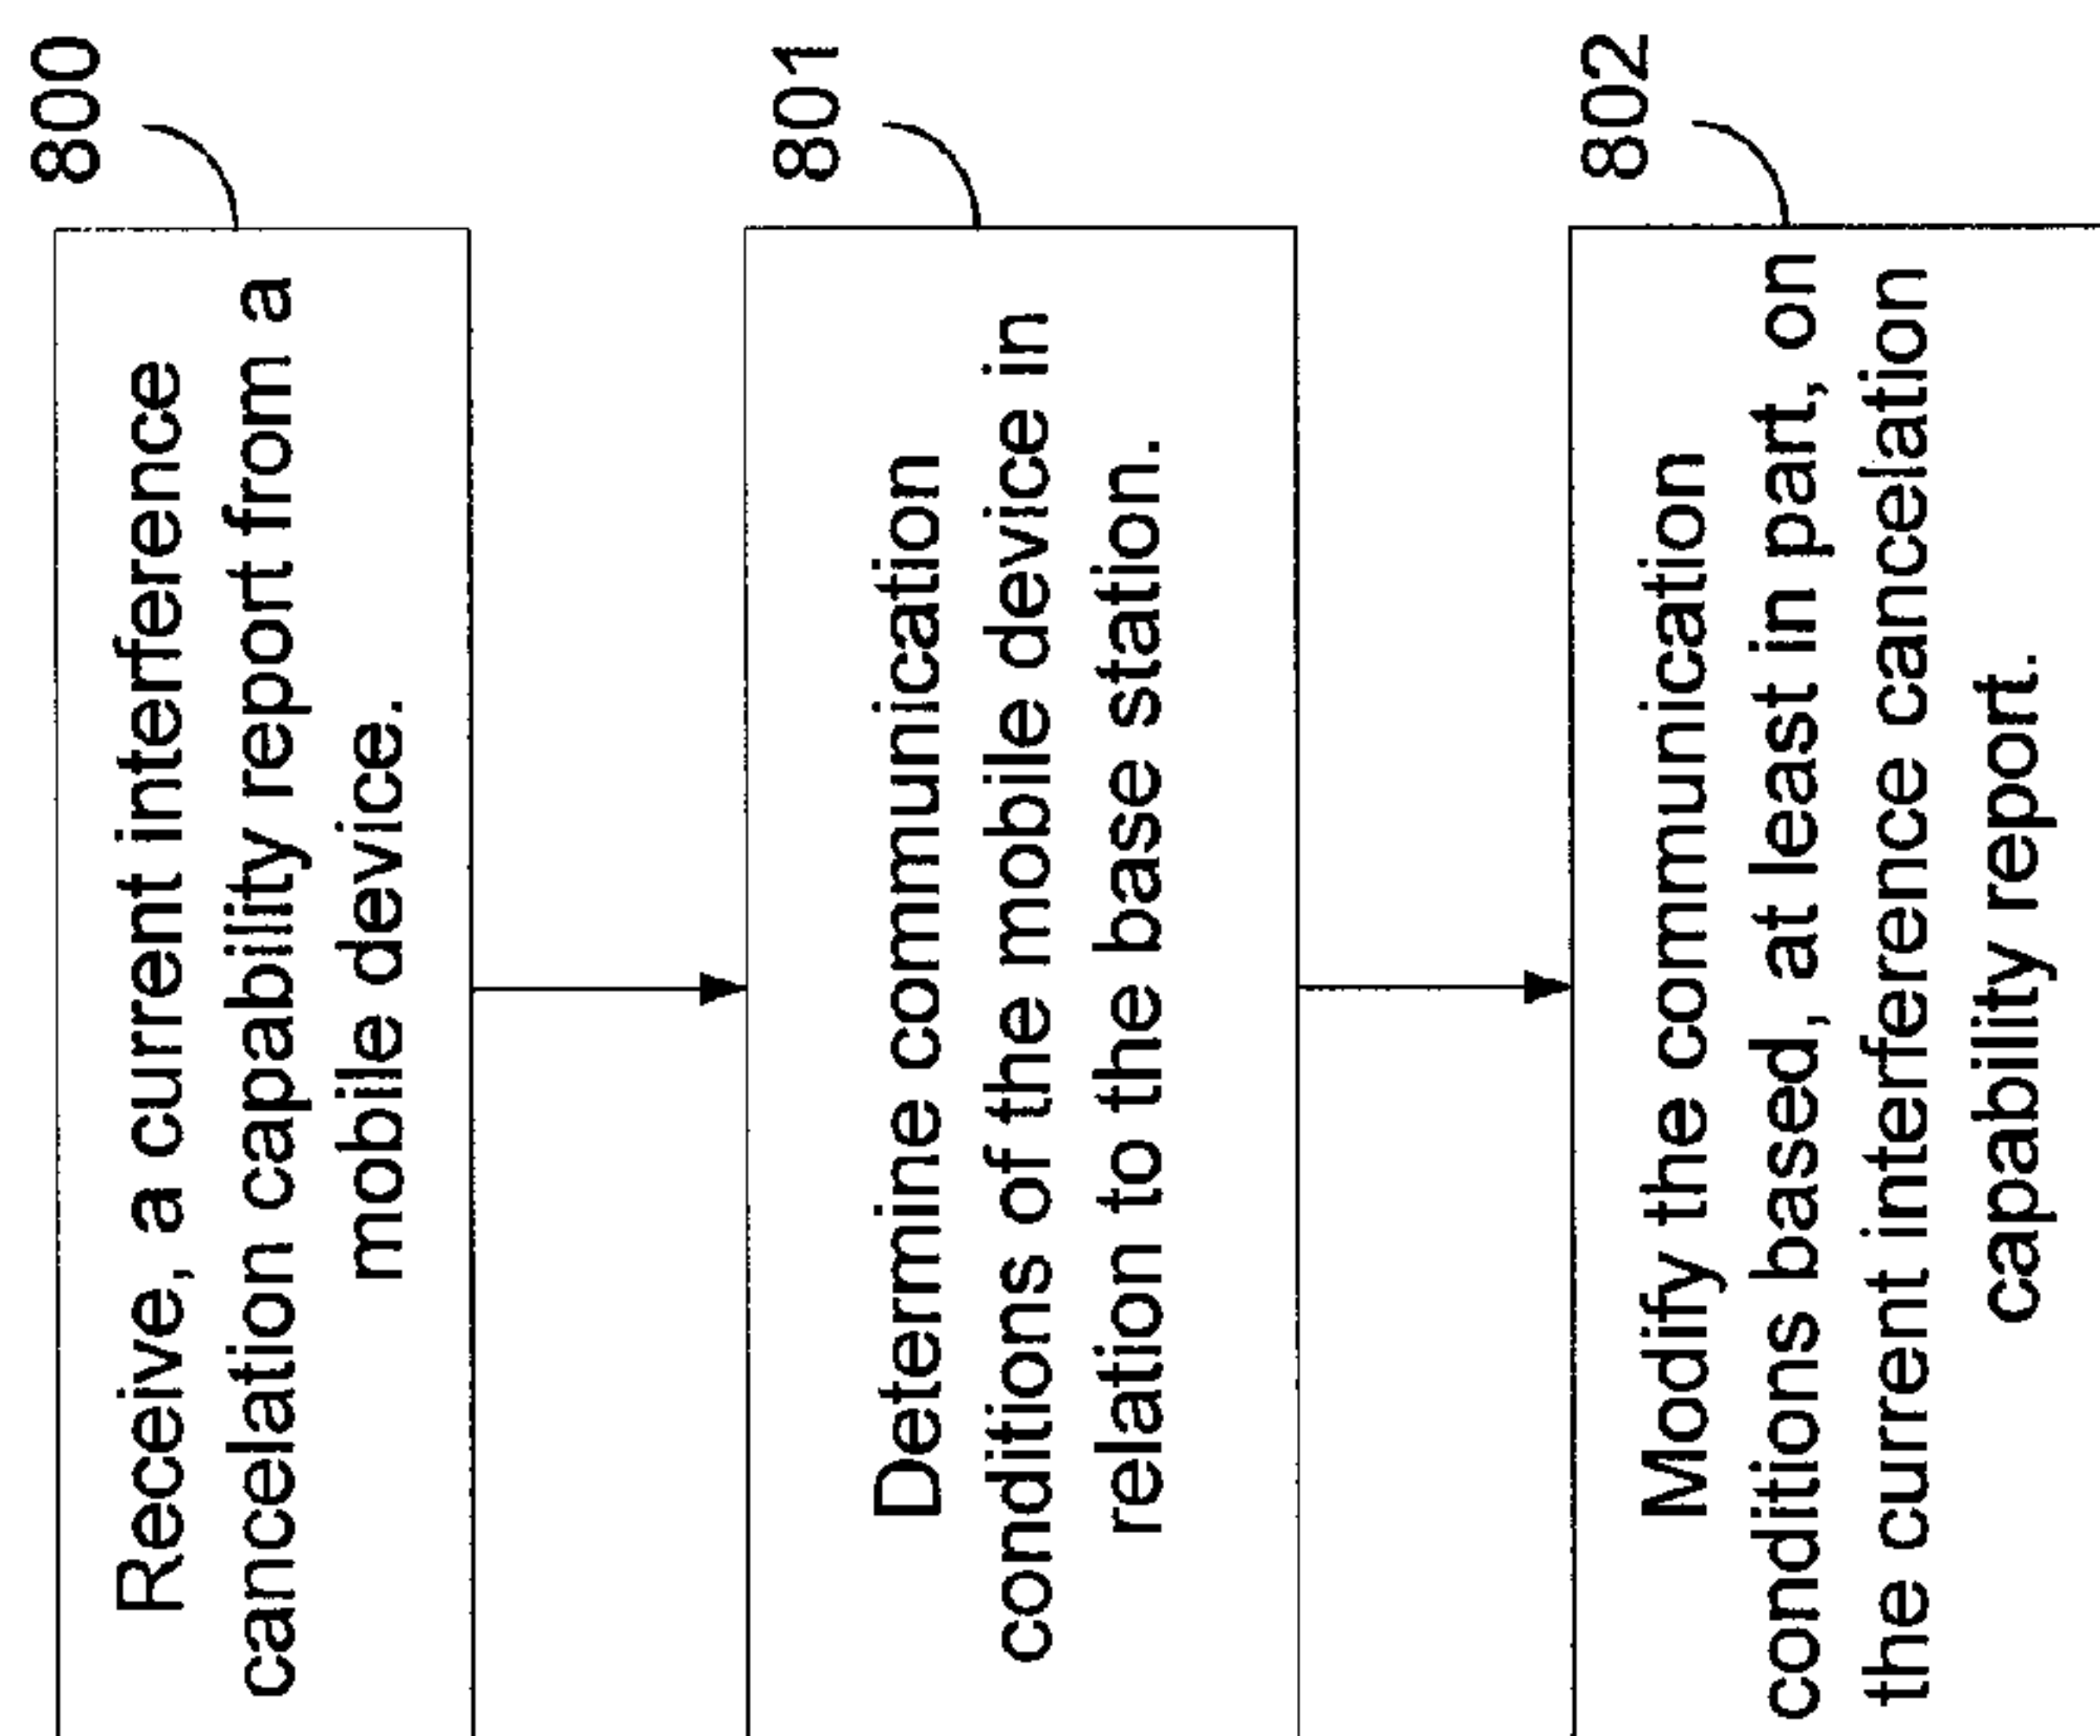 800
Receive, a current interference
cancelation capability report from a
mobile device.
801
Determine communication
conditions of the mobile device in
relation to the base station.
802
Modify the communication
conditions based, at least in part, on
the current interference cancelation
capability report.